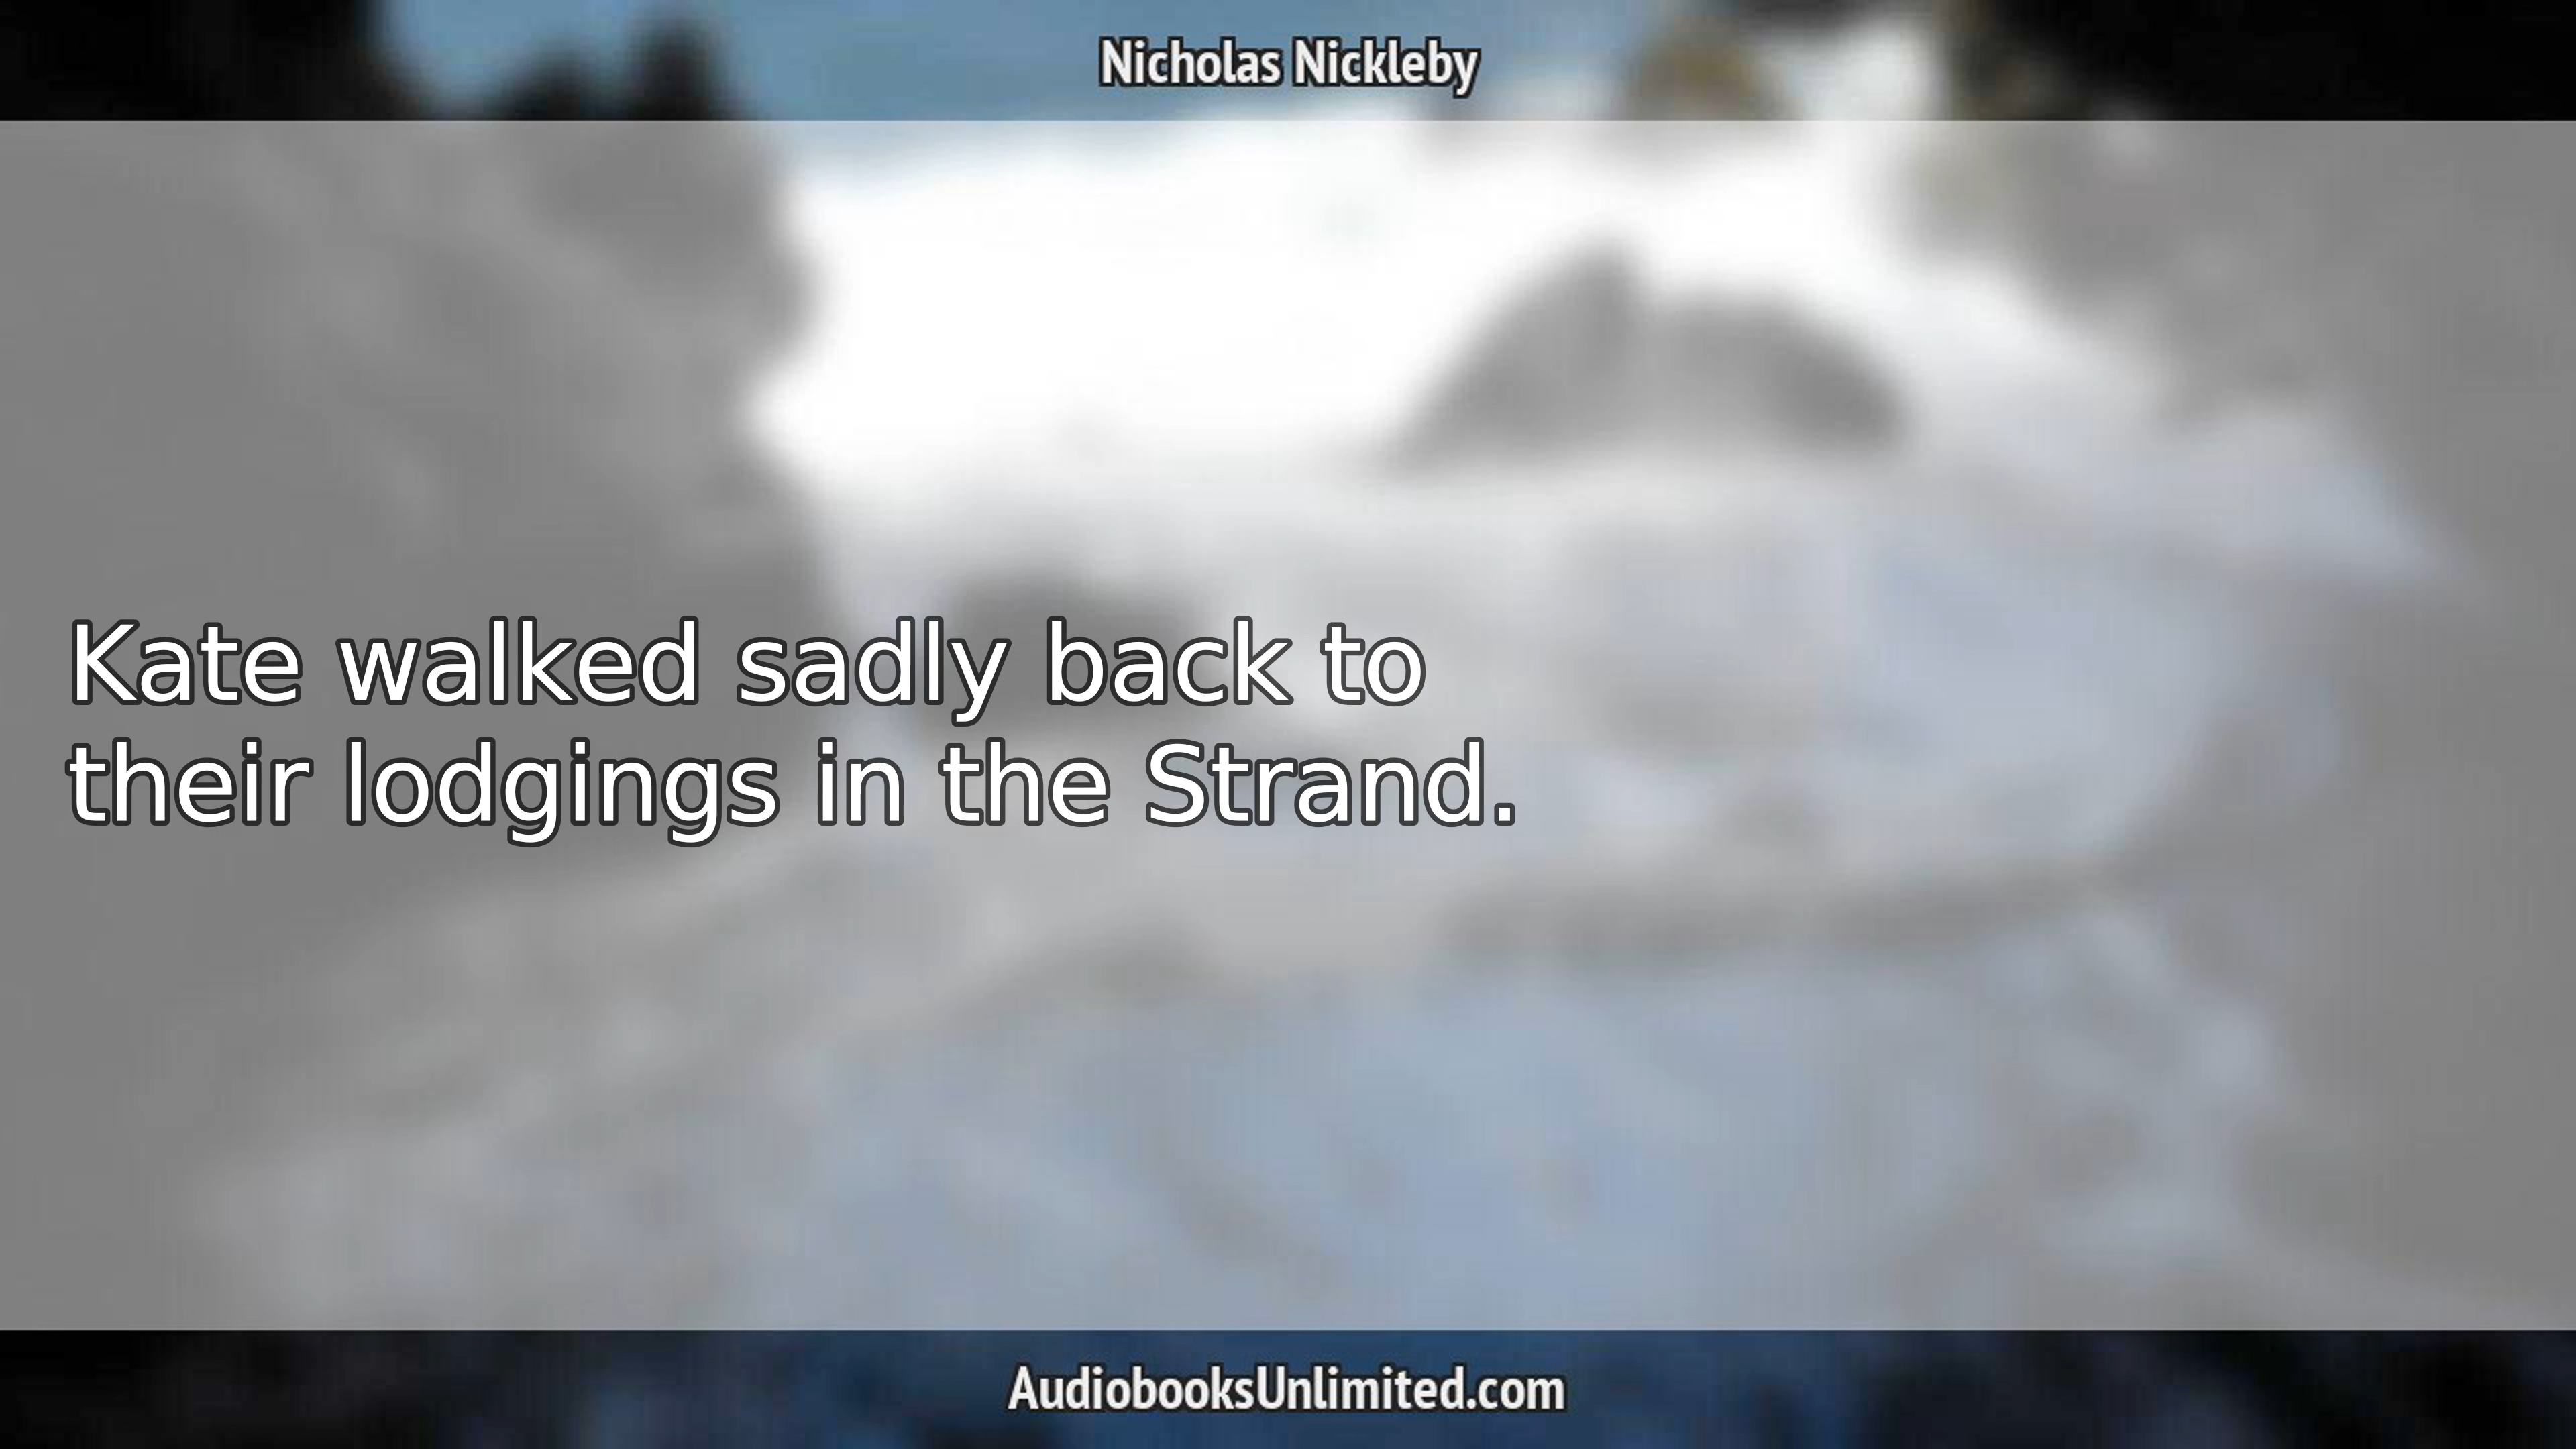 Nicholas Nickleby
Kate walked sadly back to
their lodgings in the Strand.
AudiobooksUnlimited.com